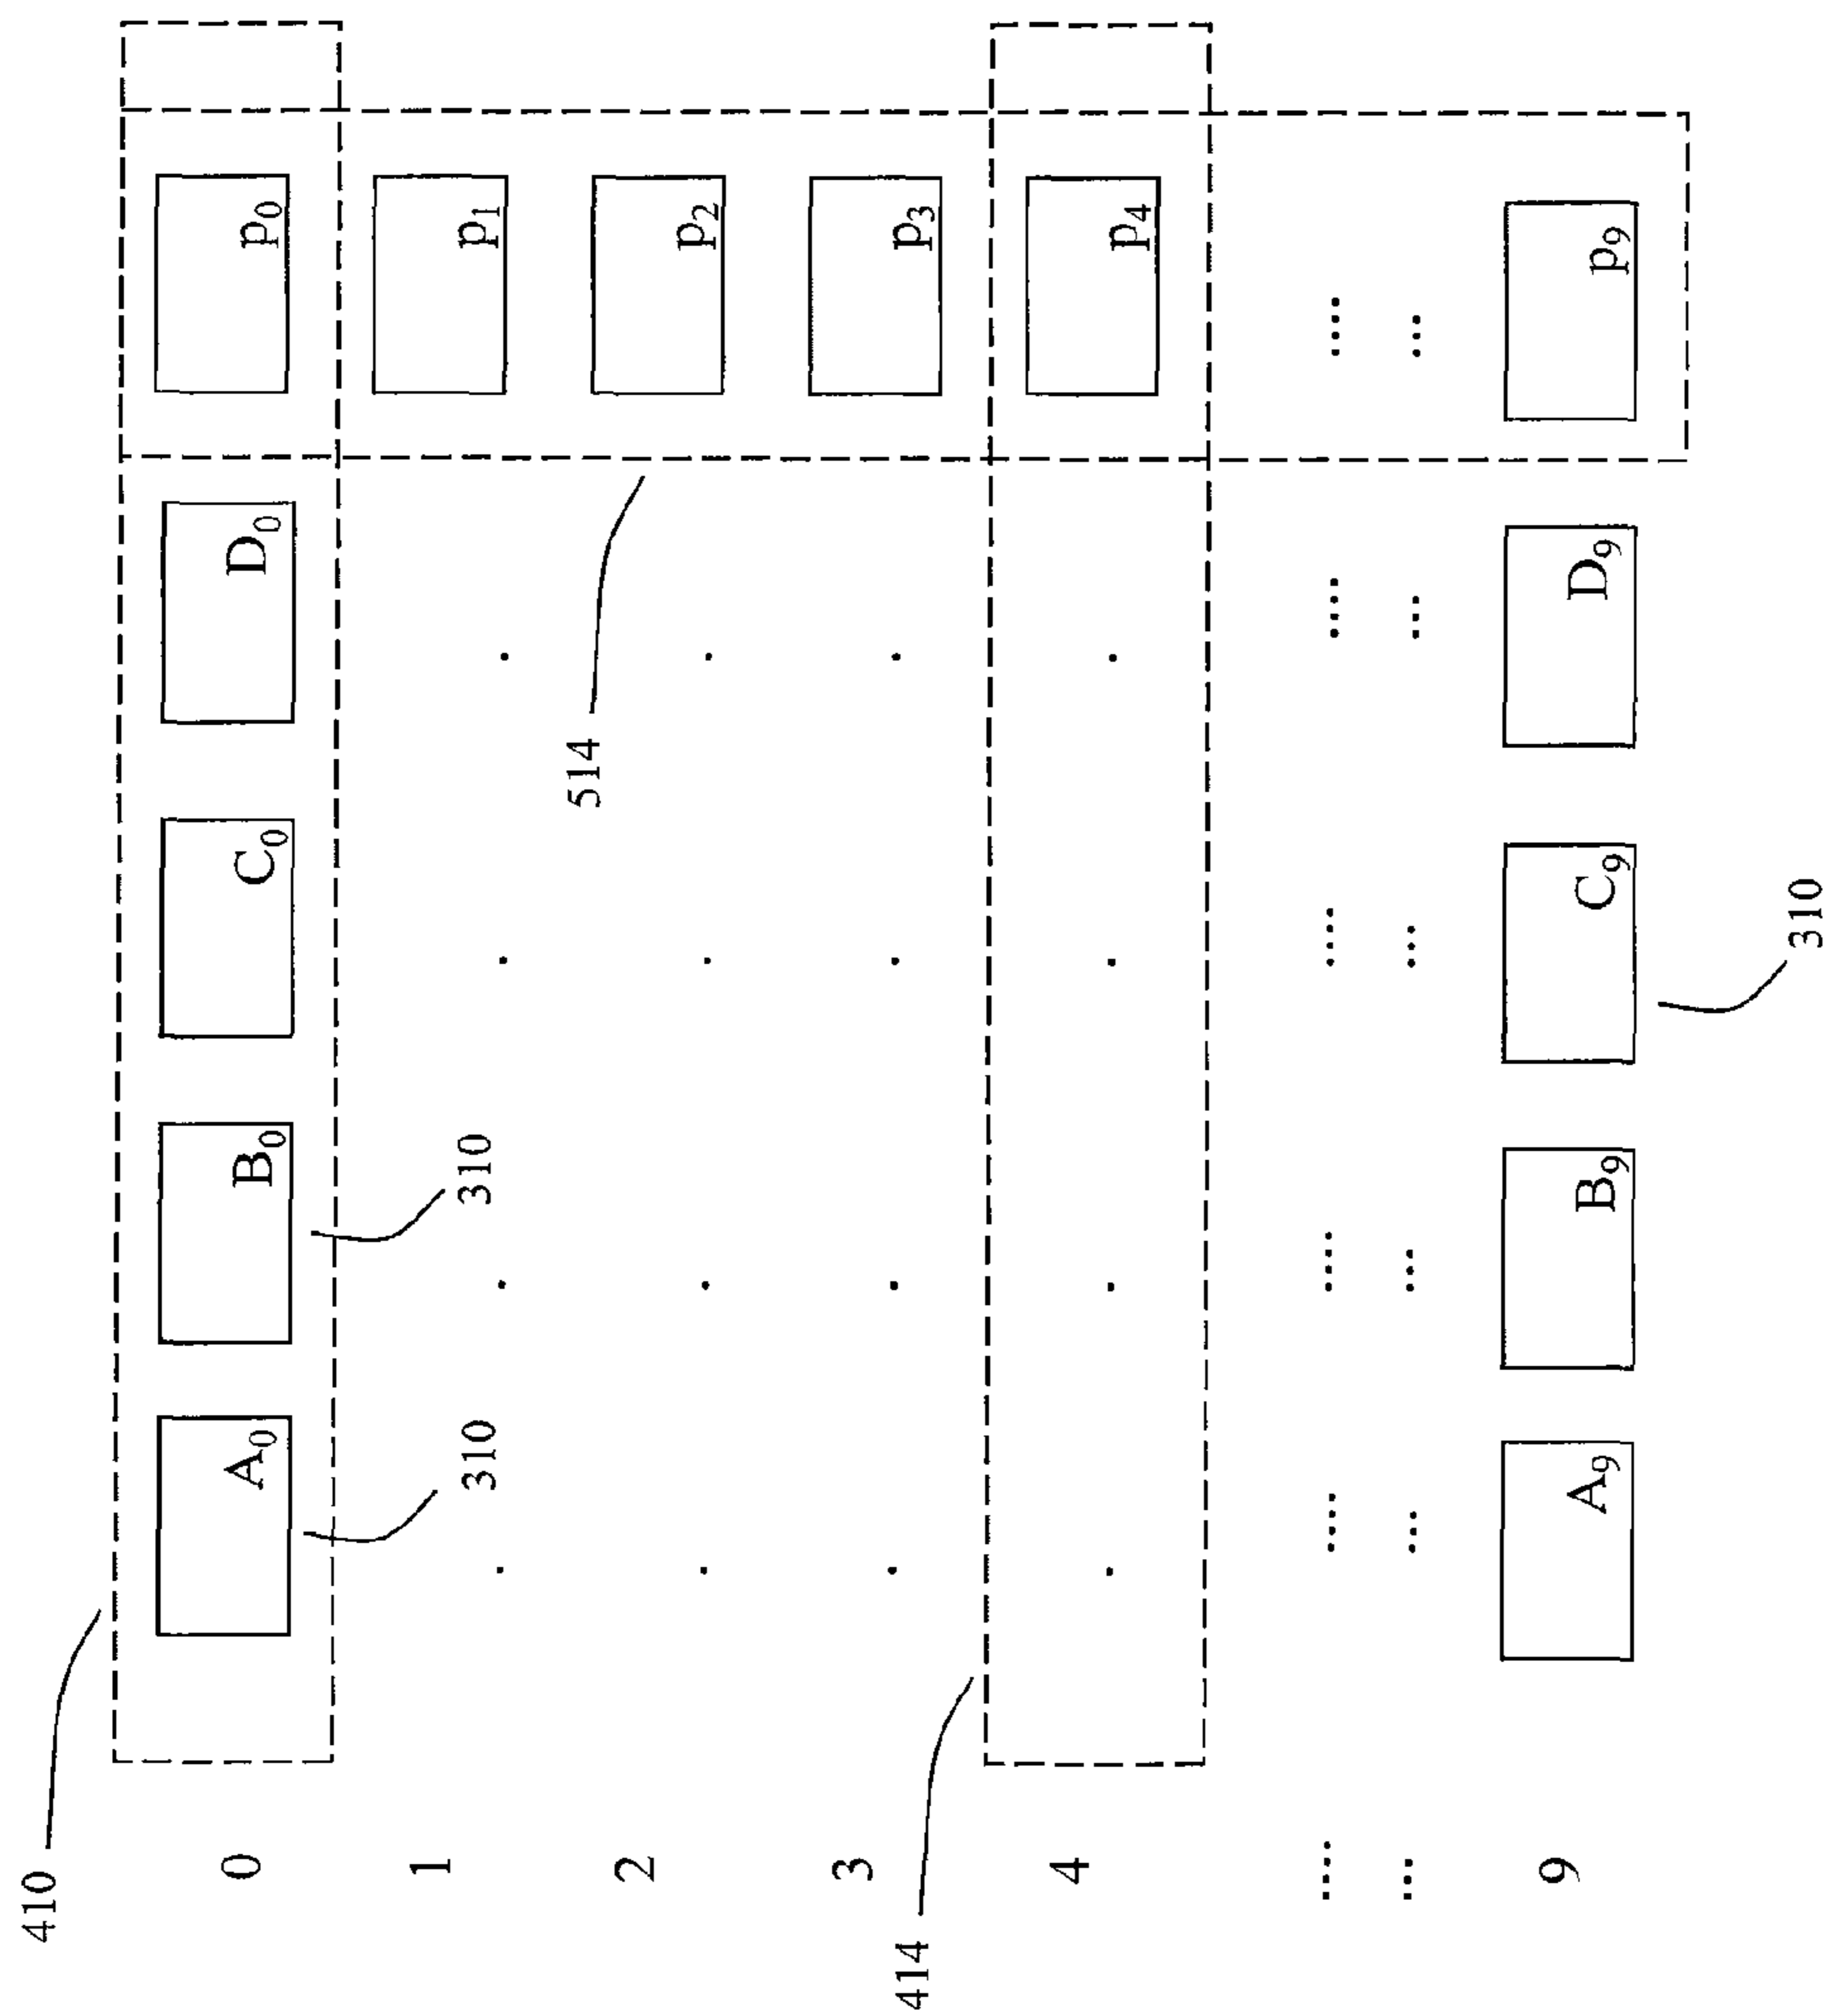 410
0 A₀ B₀ C₀ D₀ p₀
1 p₁
310 310
514
2 p₂
3 p₃
414
4 p₄
..... ..... ..... ..... ..... .....
.... .... .... .... .... ....
9 A₉ B₉ C₉ D₉ p₉
310